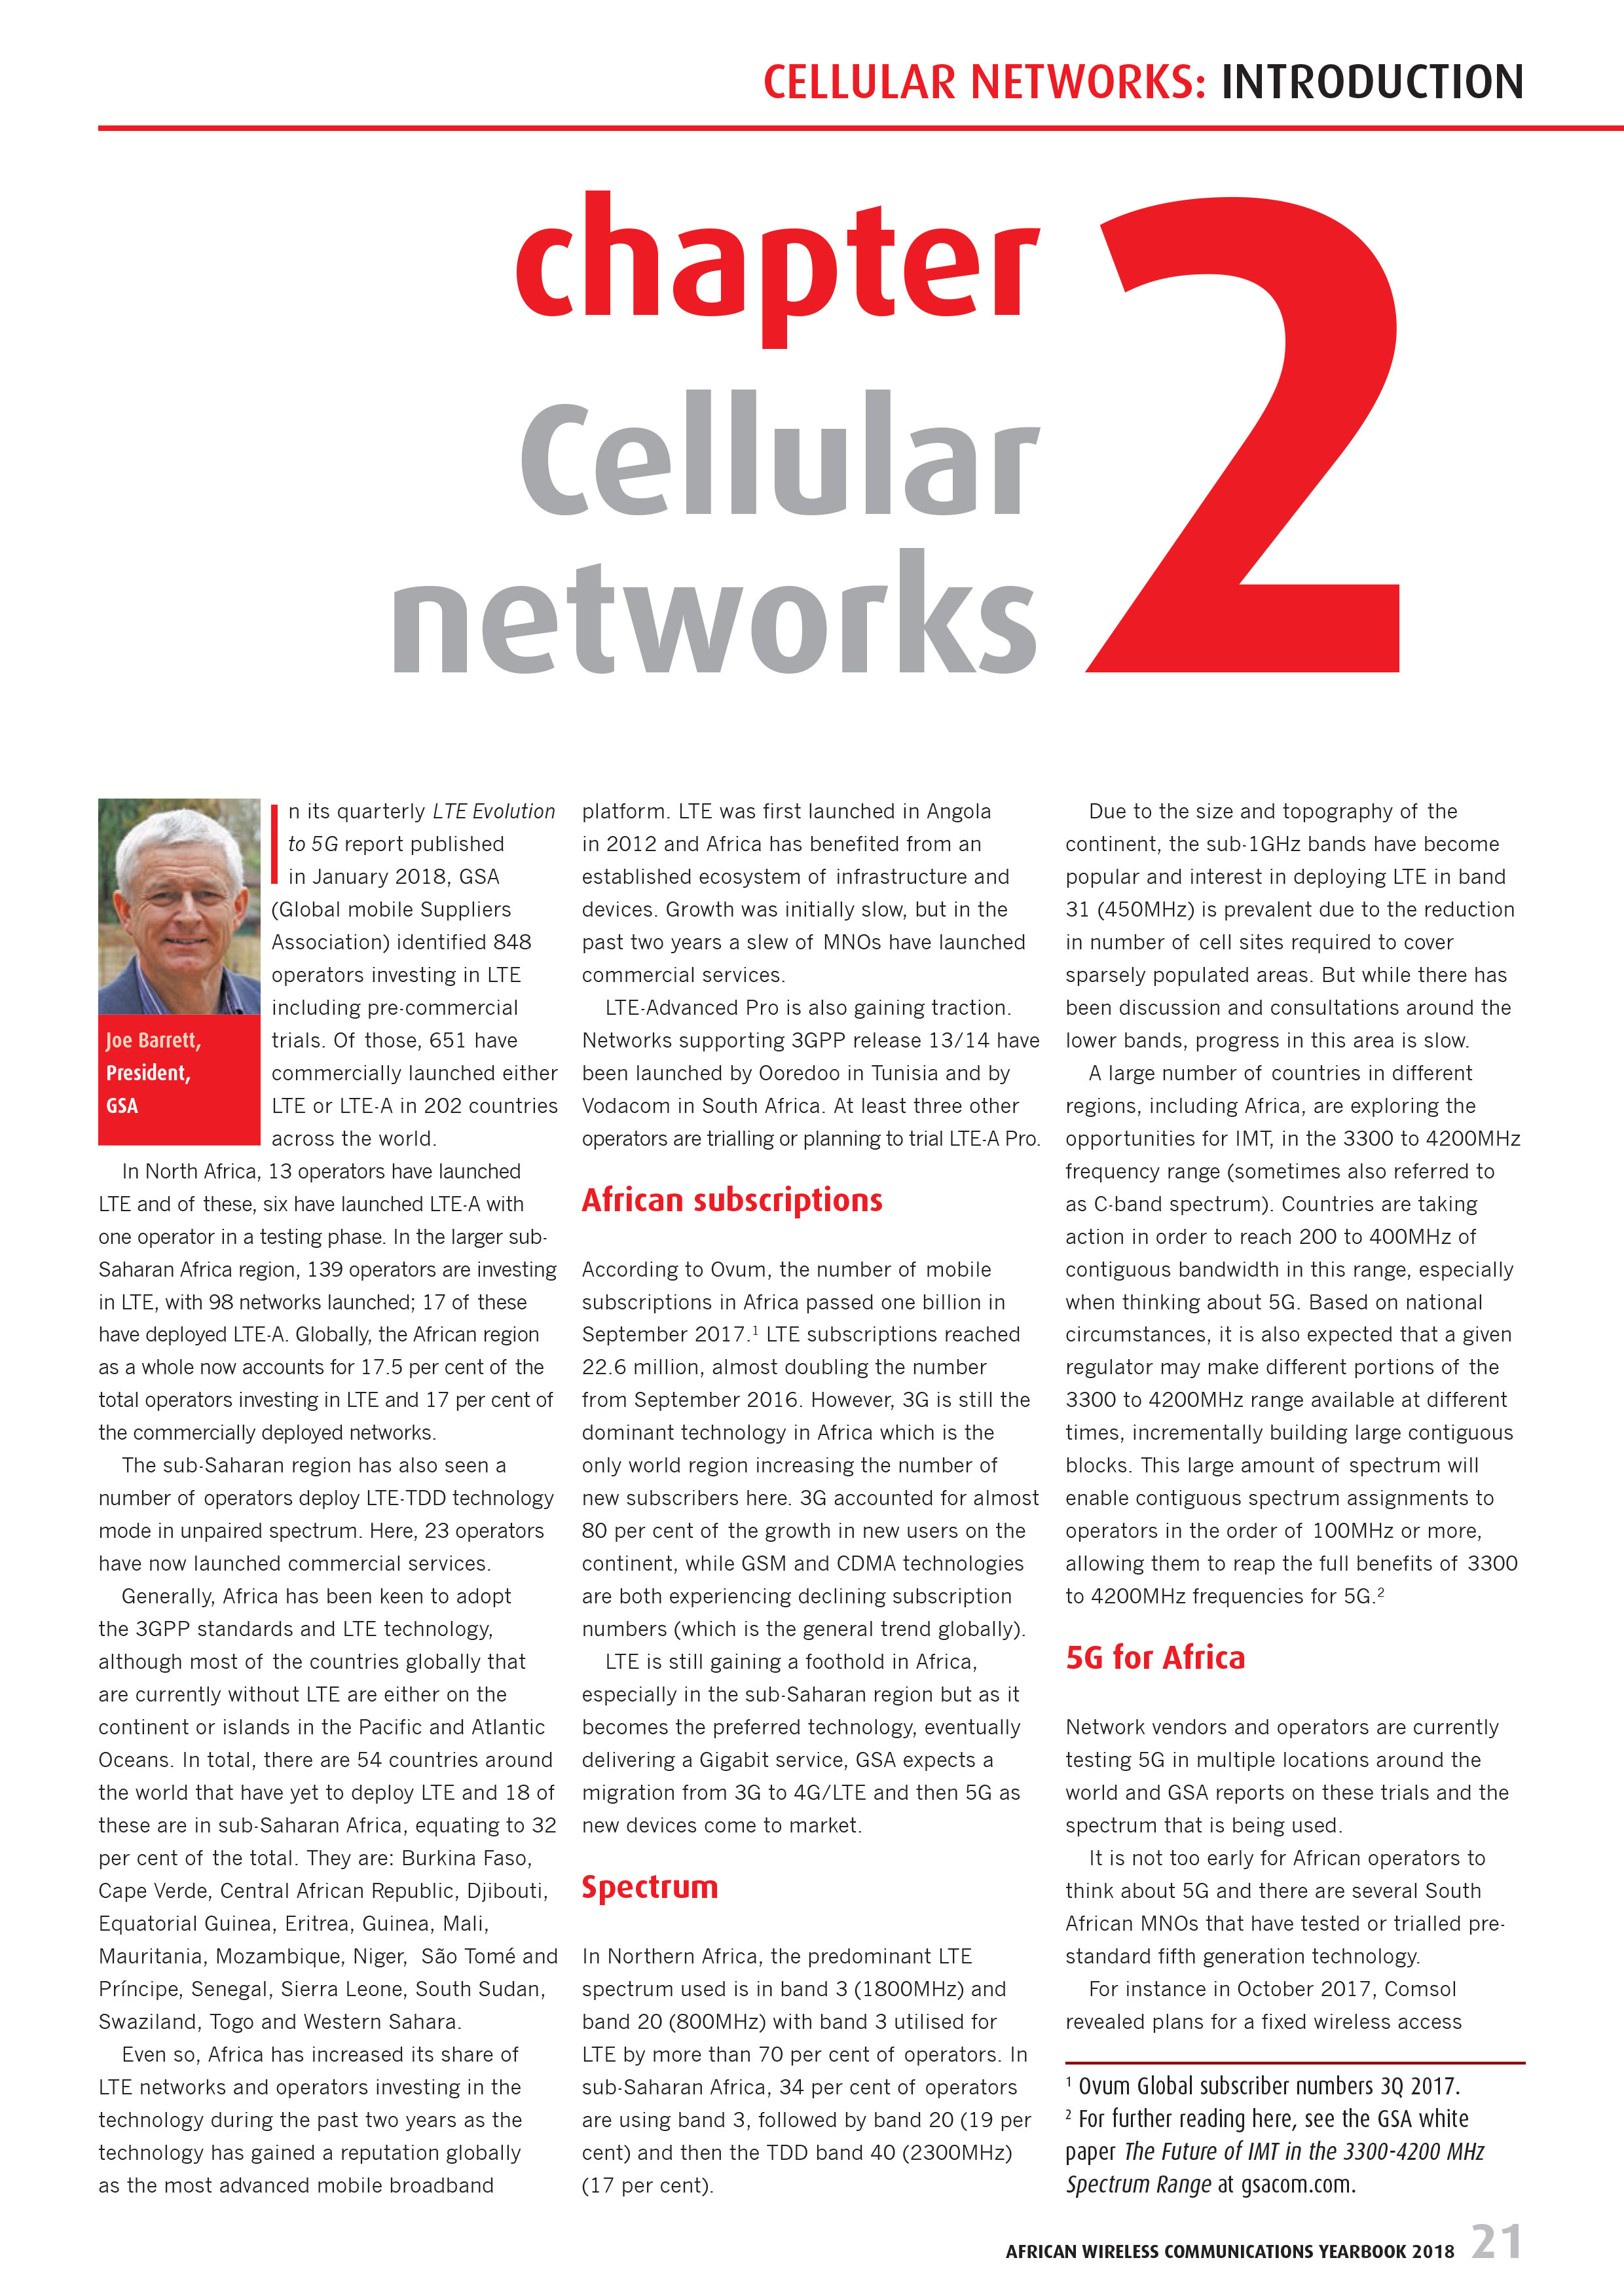 CELLULAR NETWORKS: INTRODUCTION
chapter 2
Cellular
networks
Joe Barrett,
President,
GSA
In its quarterly LTE Evolution
to 5G report published
in January 2018, GSA
(Global mobile Suppliers
Association) identified 848
operators investing in LTE
including pre-commercial
trials. Of those, 651 have
commercially launched either
LTE or LTE-A in 202 countries
across the world.
In North Africa, 13 operators have launched
LTE and of these, six have launched LTE-A with
one operator in a testing phase. In the larger sub-
Saharan Africa region, 139 operators are investing
in LTE, with 98 networks launched; 17 of these
have deployed LTE-A. Globally, the African region
as a whole now accounts for 17.5 per cent of the
total operators investing in LTE and 17 per cent of
the commercially deployed networks.
The sub-Saharan region has also seen a
number of operators deploy LTE-TDD technology
mode in unpaired spectrum. Here, 23 operators
have now launched commercial services.
Generally, Africa has been keen to adopt
the 3GPP standards and LTE technology,
although most of the countries globally that
are currently without LTE are either on the
continent or islands in the Pacific and Atlantic
Oceans. In total, there are 54 countries around
the world that have yet to deploy LTE and 18 of
these are in sub-Saharan Africa, equating to 32
per cent of the total. They are: Burkina Faso,
Cape Verde, Central African Republic, Djibouti,
Equatorial Guinea, Eritrea, Guinea, Mali,
Mauritania, Mozambique, Niger, São Tomé and
Príncipe, Senegal, Sierra Leone, South Sudan,
Swaziland, Togo and Western Sahara.
Even so, Africa has increased its share of
LTE networks and operators investing in the
technology during the past two years as the
technology has gained a reputation globally
as the most advanced mobile broadband
platform. LTE was first launched in Angola
in 2012 and Africa has benefited from an
established ecosystem of infrastructure and
devices. Growth was initially slow, but in the
past two years a slew of MNOs have launched
commercial services.
LTE-Advanced Pro is also gaining traction.
Networks supporting 3GPP release 13/14 have
been launched by Ooredoo in Tunisia and by
Vodacom in South Africa. At least three other
operators are trialling or planning to trial LTE-A Pro.
African subscriptions
According to Ovum, the number of mobile
subscriptions in Africa passed one billion in
September 2017.¹ LTE subscriptions reached
22.6 million, almost doubling the number
from September 2016. However, 3G is still the
dominant technology in Africa which is the
only world region increasing the number of
new subscribers here. 3G accounted for almost
80 per cent of the growth in new users on the
continent, while GSM and CDMA technologies
are both experiencing declining subscription
numbers (which is the general trend globally).
LTE is still gaining a foothold in Africa,
especially in the sub-Saharan region but as it
becomes the preferred technology, eventually
delivering a Gigabit service, GSA expects a
migration from 3G to 4G/LTE and then 5G as
new devices come to market.
Spectrum
In Northern Africa, the predominant LTE
spectrum used is in band 3 (1800MHz) and
band 20 (800MHz) with band 3 utilised for
LTE by more than 70 per cent of operators. In
sub-Saharan Africa, 34 per cent of operators
are using band 3, followed by band 20 (19 per
cent) and then the TDD band 40 (2300MHz)
(17 per cent).
Due to the size and topography of the
continent, the sub-1GHz bands have become
popular and interest in deploying LTE in band
31 (450MHz) is prevalent due to the reduction
in number of cell sites required to cover
sparsely populated areas. But while there has
been discussion and consultations around the
lower bands, progress in this area is slow.
A large number of countries in different
regions, including Africa, are exploring the
opportunities for IMT, in the 3300 to 4200MHz
frequency range (sometimes also referred to
as C-band spectrum). Countries are taking
action in order to reach 200 to 400MHz of
contiguous bandwidth in this range, especially
when thinking about 5G. Based on national
circumstances, it is also expected that a given
regulator may make different portions of the
3300 to 4200MHz range available at different
times, incrementally building large contiguous
blocks. This large amount of spectrum will
enable contiguous spectrum assignments to
operators in the order of 100MHz or more,
allowing them to reap the full benefits of 3300
to 4200MHz frequencies for 5G.²
5G for Africa
Network vendors and operators are currently
testing 5G in multiple locations around the
world and GSA reports on these trials and the
spectrum that is being used.
It is not too early for African operators to
think about 5G and there are several South
African MNOs that have tested or trialled pre-
standard fifth generation technology.
For instance in October 2017, Comsol
revealed plans for a fixed wireless access
¹ Ovum Global subscriber numbers 3Q 2017.
² For further reading here, see the GSA white
paper The Future of IMT in the 3300-4200 MHz
Spectrum Range at gsacom.com.
AFRICAN WIRELESS COMMUNICATIONS YEARBOOK 2018 21